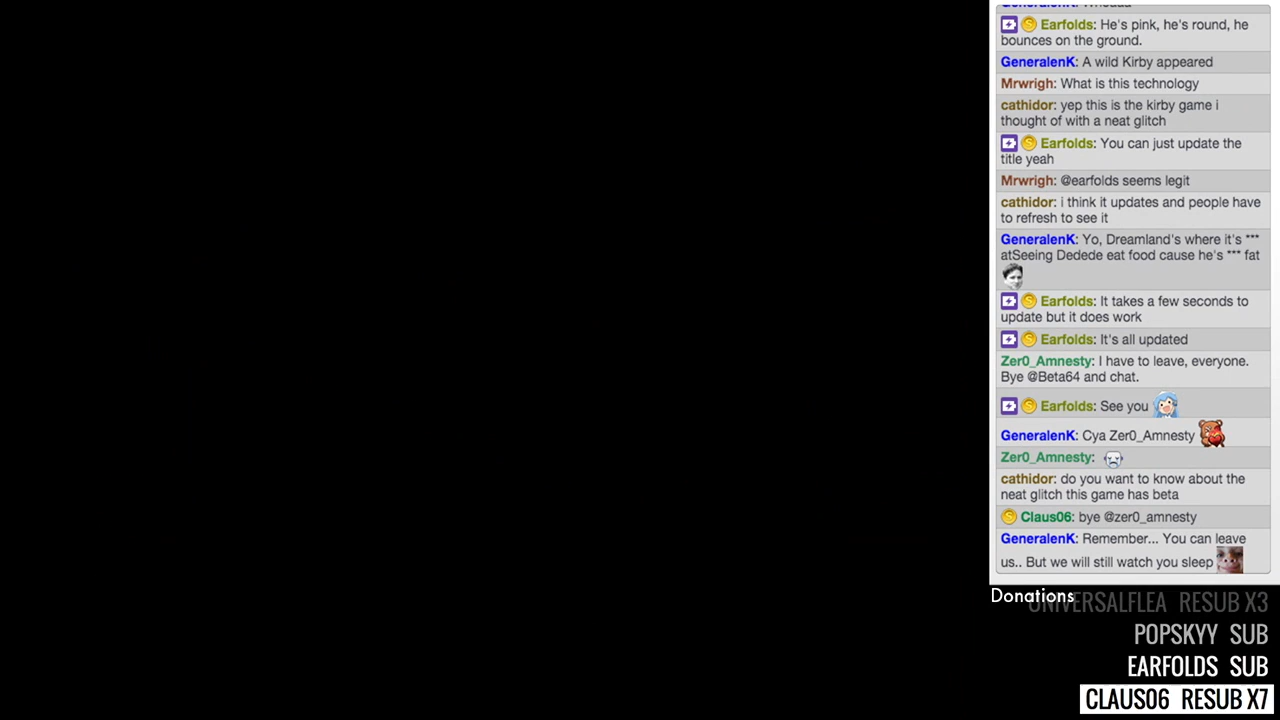 GeneralenK: Whoaaa
Earfolds: He's pink, he's round, he
bounces on the ground.
GeneralenK: A wild Kirby appeared
Mrwrigh: What is this technology
cathidor: yep this is the kirby game i
thought of with a neat glitch
Earfolds: You can just update the
title yeah
Mrwrigh: @earfolds seems legit
cathidor: i think it updates and people have
to refresh to see it
GeneralenK: Yo, Dreamland's where it's ***
atSeeing Dedede eat food cause he's *** fat
Earfolds: It takes a few seconds to
update but it does work
Earfolds: It's all updated
Zer0_Amnesty: I have to leave, everyone.
Bye @Beta64 and chat.
Earfolds: See you
GeneralenK: Cya Zer0_Amnesty
Zer0_Amnesty:
cathidor: do you want to know about the
neat glitch this game has beta
Claus06: bye @zer0_amnesty
GeneralenK: Remember... You can leave
us.. But we will still watch you sleep
Donations
UNIVERSALFLEA RESUB X3
POPSKYY SUB
EARFOLDS SUB
CLAUS06 RESUB X7